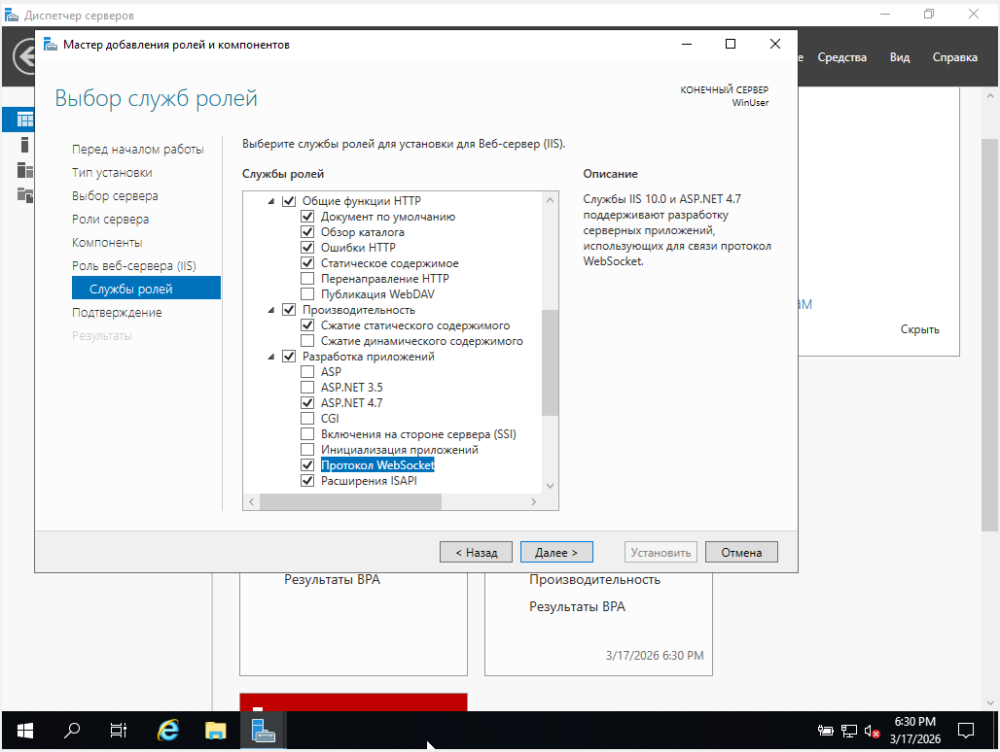 Диспетчер серверов
Мастер добавления ролей и компонентов
Средства
Вид
Справка
Выбор служб ролей
КОНЕЧНЫЙ СЕРВЕР
WinUser
Перед началом работы
Тип установки
Выбор сервера
Роли сервера
Компоненты
Роль веб-сервера (IIS)
Службы ролей
Подтверждение
Результаты
Выберите службы ролей для установки для Веб-сервер (IIS).
Службы ролей
Общие функции HTTP
Документ по умолчанию
Обзор каталога
Ошибки HTTP
Статическое содержимое
Перенаправление HTTP
Публикация WebDAV
Производительность
Сжатие статического содержимого
Сжатие динамического содержимого
Разработка приложений
ASP
ASP.NET 3.5
ASP.NET 4.7
CGI
Включения на стороне сервера (SSI)
Инициализация приложений
Протокол WebSocket
Расширения ISAPI
Описание
Службы IIS 10.0 и ASP.NET 4.7
поддерживают разработку
серверных приложений,
использующих для связи протокол
WebSocket.
Скрыть
< Назад
Далее >
Установить
Отмена
Результаты BPA
Производительность
Результаты BPA
3/17/2026 6:30 PM
6:30 PM
3/17/2026